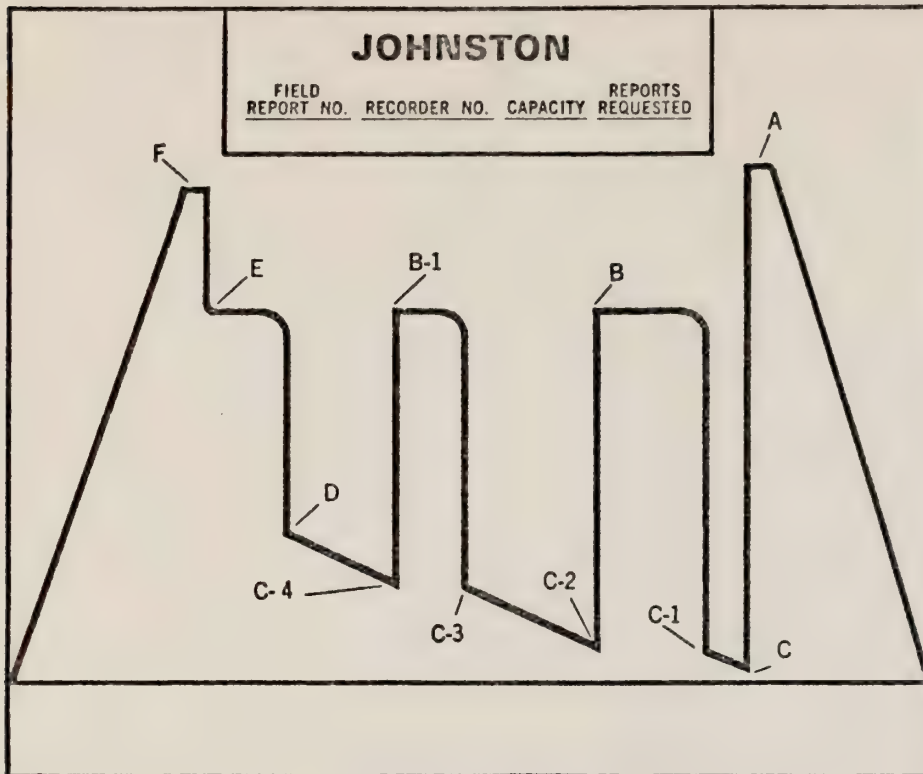 JOHNSTON
FIELD REPORT NO. RECORDER NO. CAPACITY REPORTS REQUESTED
A
F
E
B-1
B
D
C-4
C-3
C-2
C-1
C